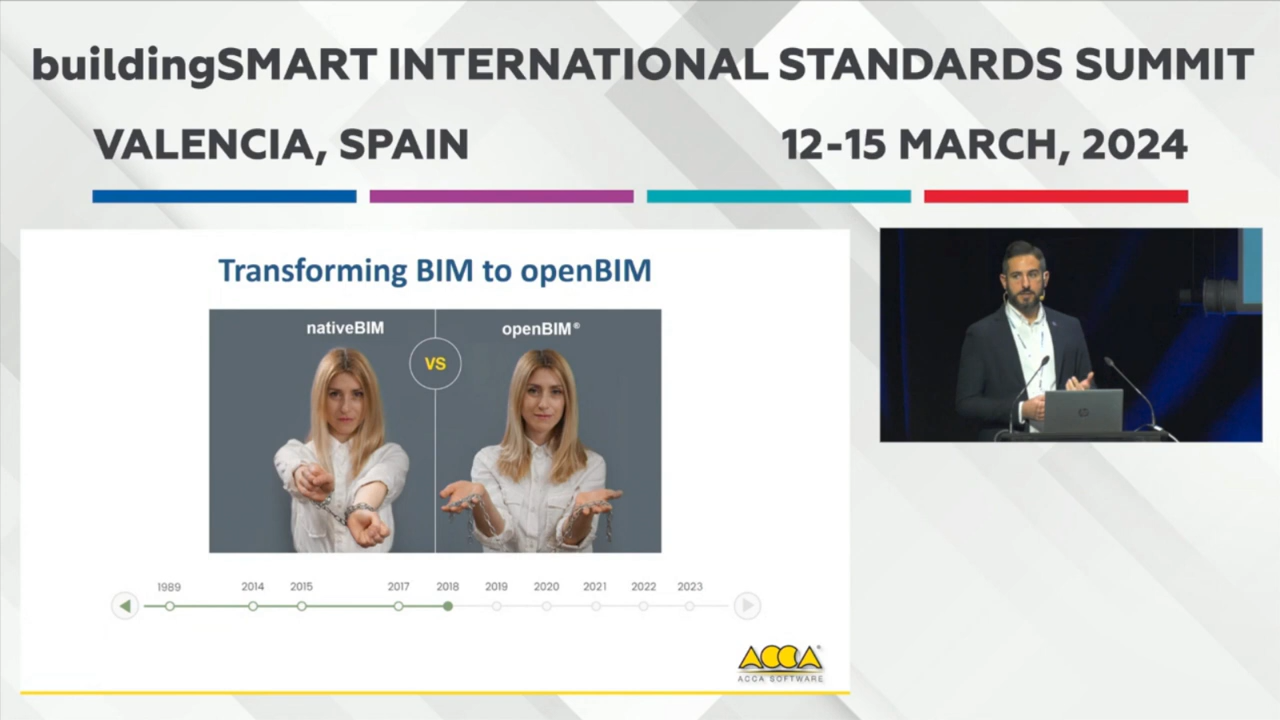 buildingSMART INTERNATIONAL STANDARDS SUMMIT
VALENCIA, SPAIN 12-15 MARCH, 2024
Transforming BIM to openBIM
nativeBIM VS openBIM®
1989 2014 2015 2017 2018 2019 2020 2021 2022 2023
ACCA®
ACCA SOFTWARE
hp